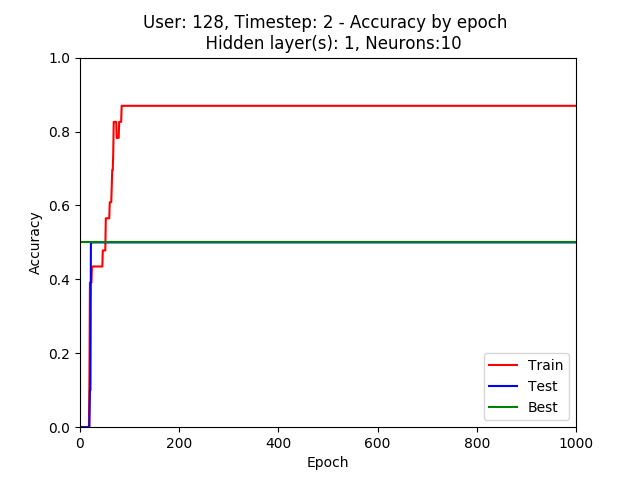 User: 128, Timestep: 2 - Accuracy by epoch
Hidden layer(s): 1, Neurons:10
1.0
0.8
0.6
0.4
0.2
0.0
Accuracy
0 200 400 600 800 1000
Epoch
Train
Test
Best